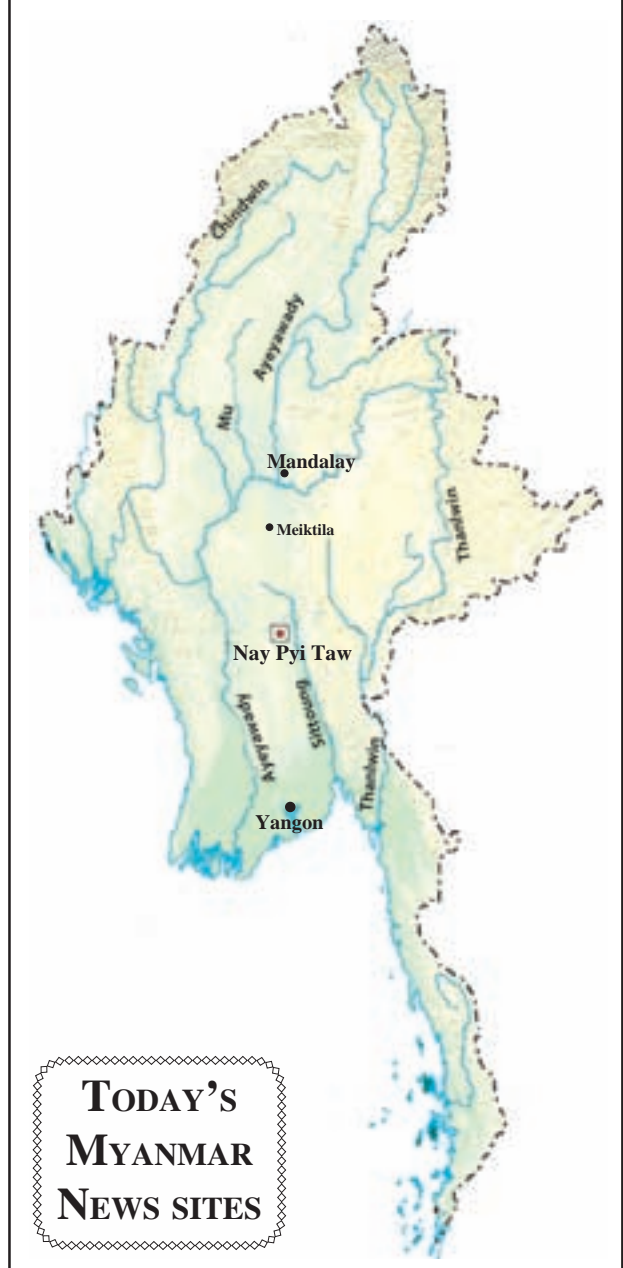 Chindwin
Ayeyawady
Mu
Mandalay
Meiktila
Thanlwin
Nay Pyi Taw
Ayeyawady
Sittoung
Thanlwin
Yangon
TODAY'S
MYANMAR
NEWS SITES